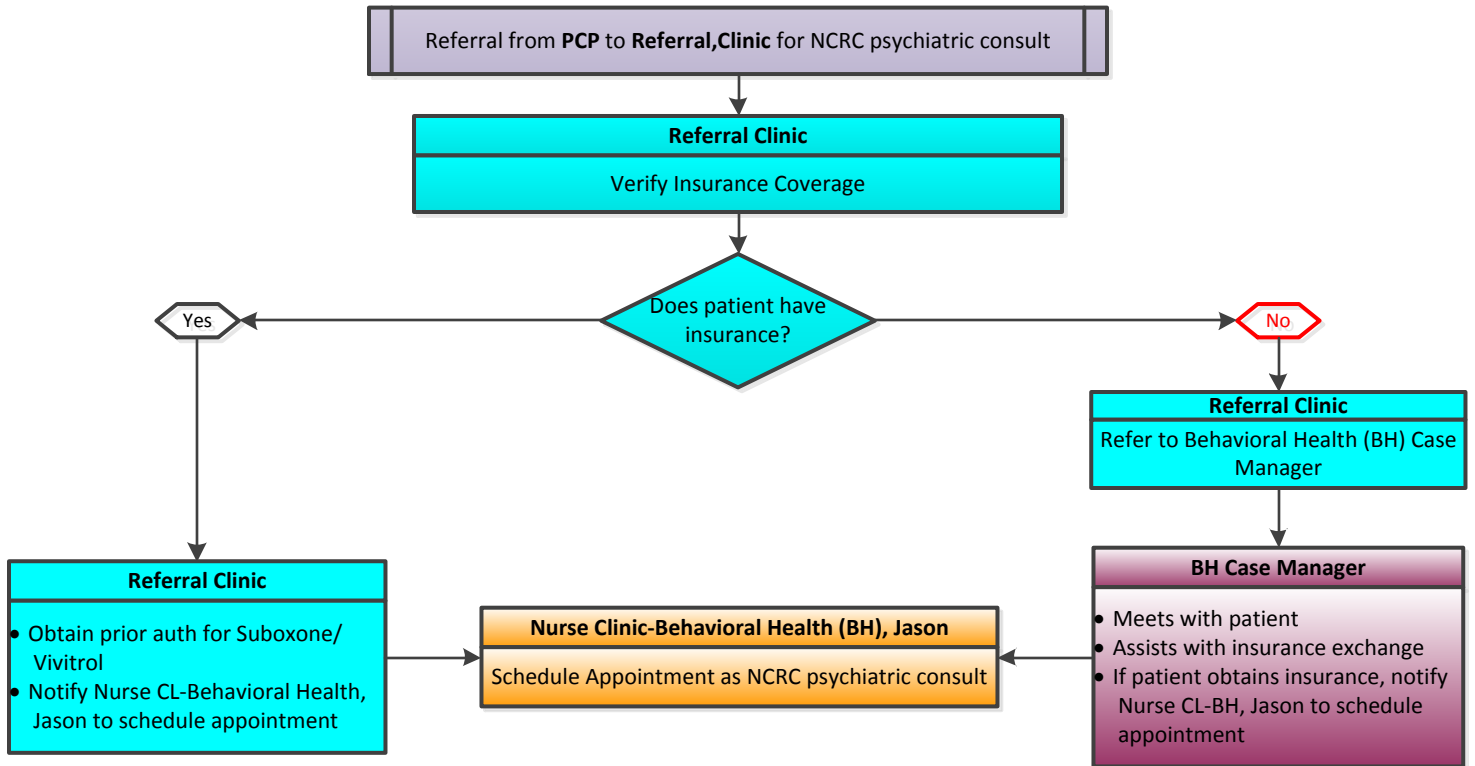 Referral from PCP to Referral,Clinic for NCRC psychiatric consult
Referral Clinic
Verify Insurance Coverage
Does patient have
insurance?
Yes
No
Referral Clinic
Refer to Behavioral Health (BH) Case
Manager
Referral Clinic
• Obtain prior auth for Suboxone/
Vivitrol
• Notify Nurse CL-Behavioral Health,
Jason to schedule appointment
Nurse Clinic-Behavioral Health (BH), Jason
Schedule Appointment as NCRC psychiatric consult
BH Case Manager
• Meets with patient
• Assists with insurance exchange
• If patient obtains insurance, notify
Nurse CL-BH, Jason to schedule
appointment